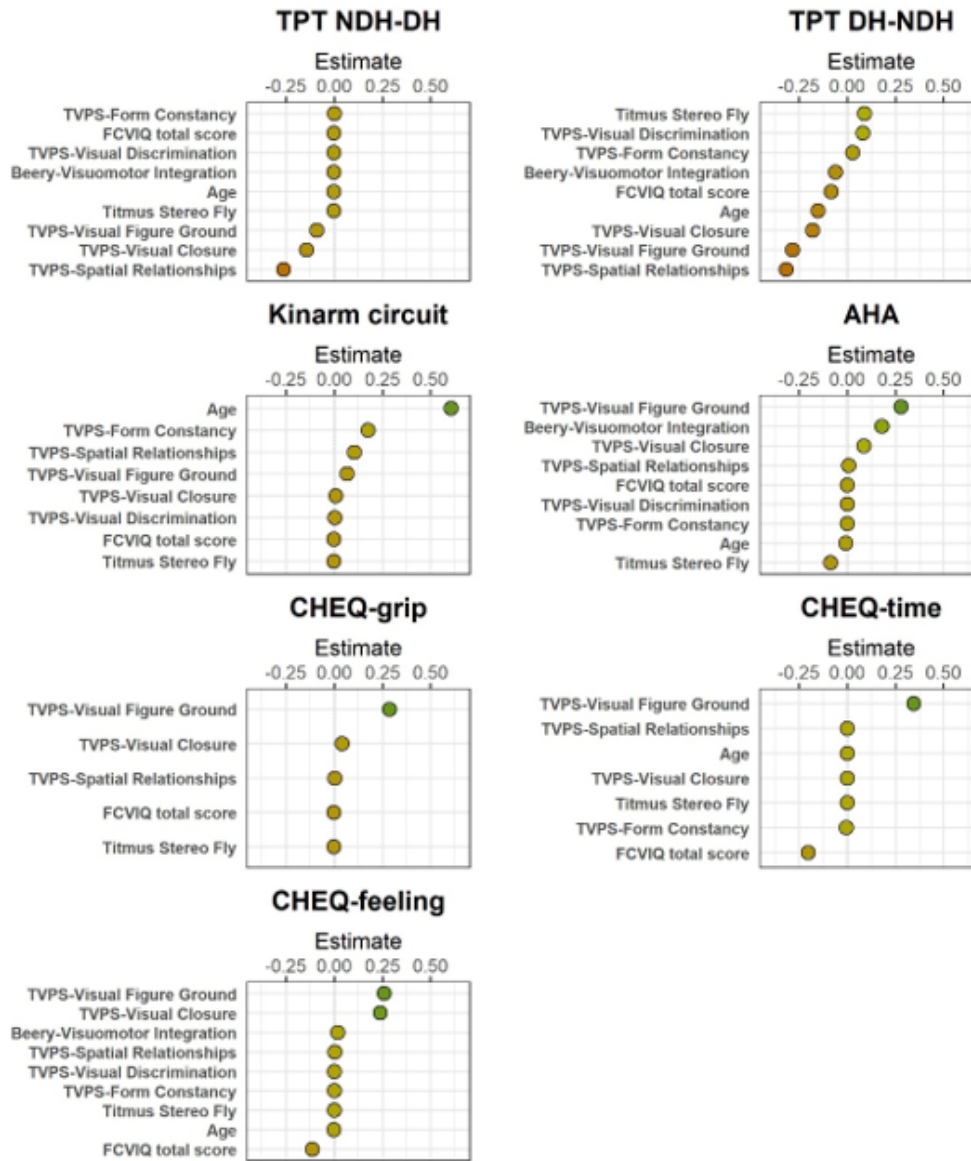 TPT NDH-DH
Estimate
-0.25 0.00 0.25 0.50
TVPS-Form Constancy
FCVIQ total score
TVPS-Visual Discrimination
Beery-Visuomotor Integration
Age
Titmus Stereo Fly
TVPS-Visual Figure Ground
TVPS-Visual Closure
TVPS-Spatial Relationships
TPT DH-NDH
Estimate
-0.25 0.00 0.25 0.50
Titmus Stereo Fly
TVPS-Visual Discrimination
TVPS-Form Constancy
Beery-Visuomotor Integration
FCVIQ total score
Age
TVPS-Visual Closure
TVPS-Visual Figure Ground
TVPS-Spatial Relationships
Kinarm circuit
Estimate
-0.25 0.00 0.25 0.50
Age
TVPS-Form Constancy
TVPS-Spatial Relationships
TVPS-Visual Figure Ground
TVPS-Visual Closure
TVPS-Visual Discrimination
FCVIQ total score
Titmus Stereo Fly
AHA
Estimate
-0.25 0.00 0.25 0.50
TVPS-Visual Figure Ground
Beery-Visuomotor Integration
TVPS-Visual Closure
TVPS-Spatial Relationships
FCVIQ total score
TVPS-Visual Discrimination
TVPS-Form Constancy
Age
Titmus Stereo Fly
CHEQ-grip
Estimate
-0.25 0.00 0.25 0.50
TVPS-Visual Figure Ground
TVPS-Visual Closure
TVPS-Spatial Relationships
FCVIQ total score
Titmus Stereo Fly
CHEQ-time
Estimate
-0.25 0.00 0.25 0.50
TVPS-Visual Figure Ground
TVPS-Spatial Relationships
Age
TVPS-Visual Closure
Titmus Stereo Fly
TVPS-Form Constancy
FCVIQ total score
CHEQ-feeling
Estimate
-0.25 0.00 0.25 0.50
TVPS-Visual Figure Ground
TVPS-Visual Closure
Beery-Visuomotor Integration
TVPS-Spatial Relationships
TVPS-Visual Discrimination
TVPS-Form Constancy
Titmus Stereo Fly
Age
FCVIQ total score